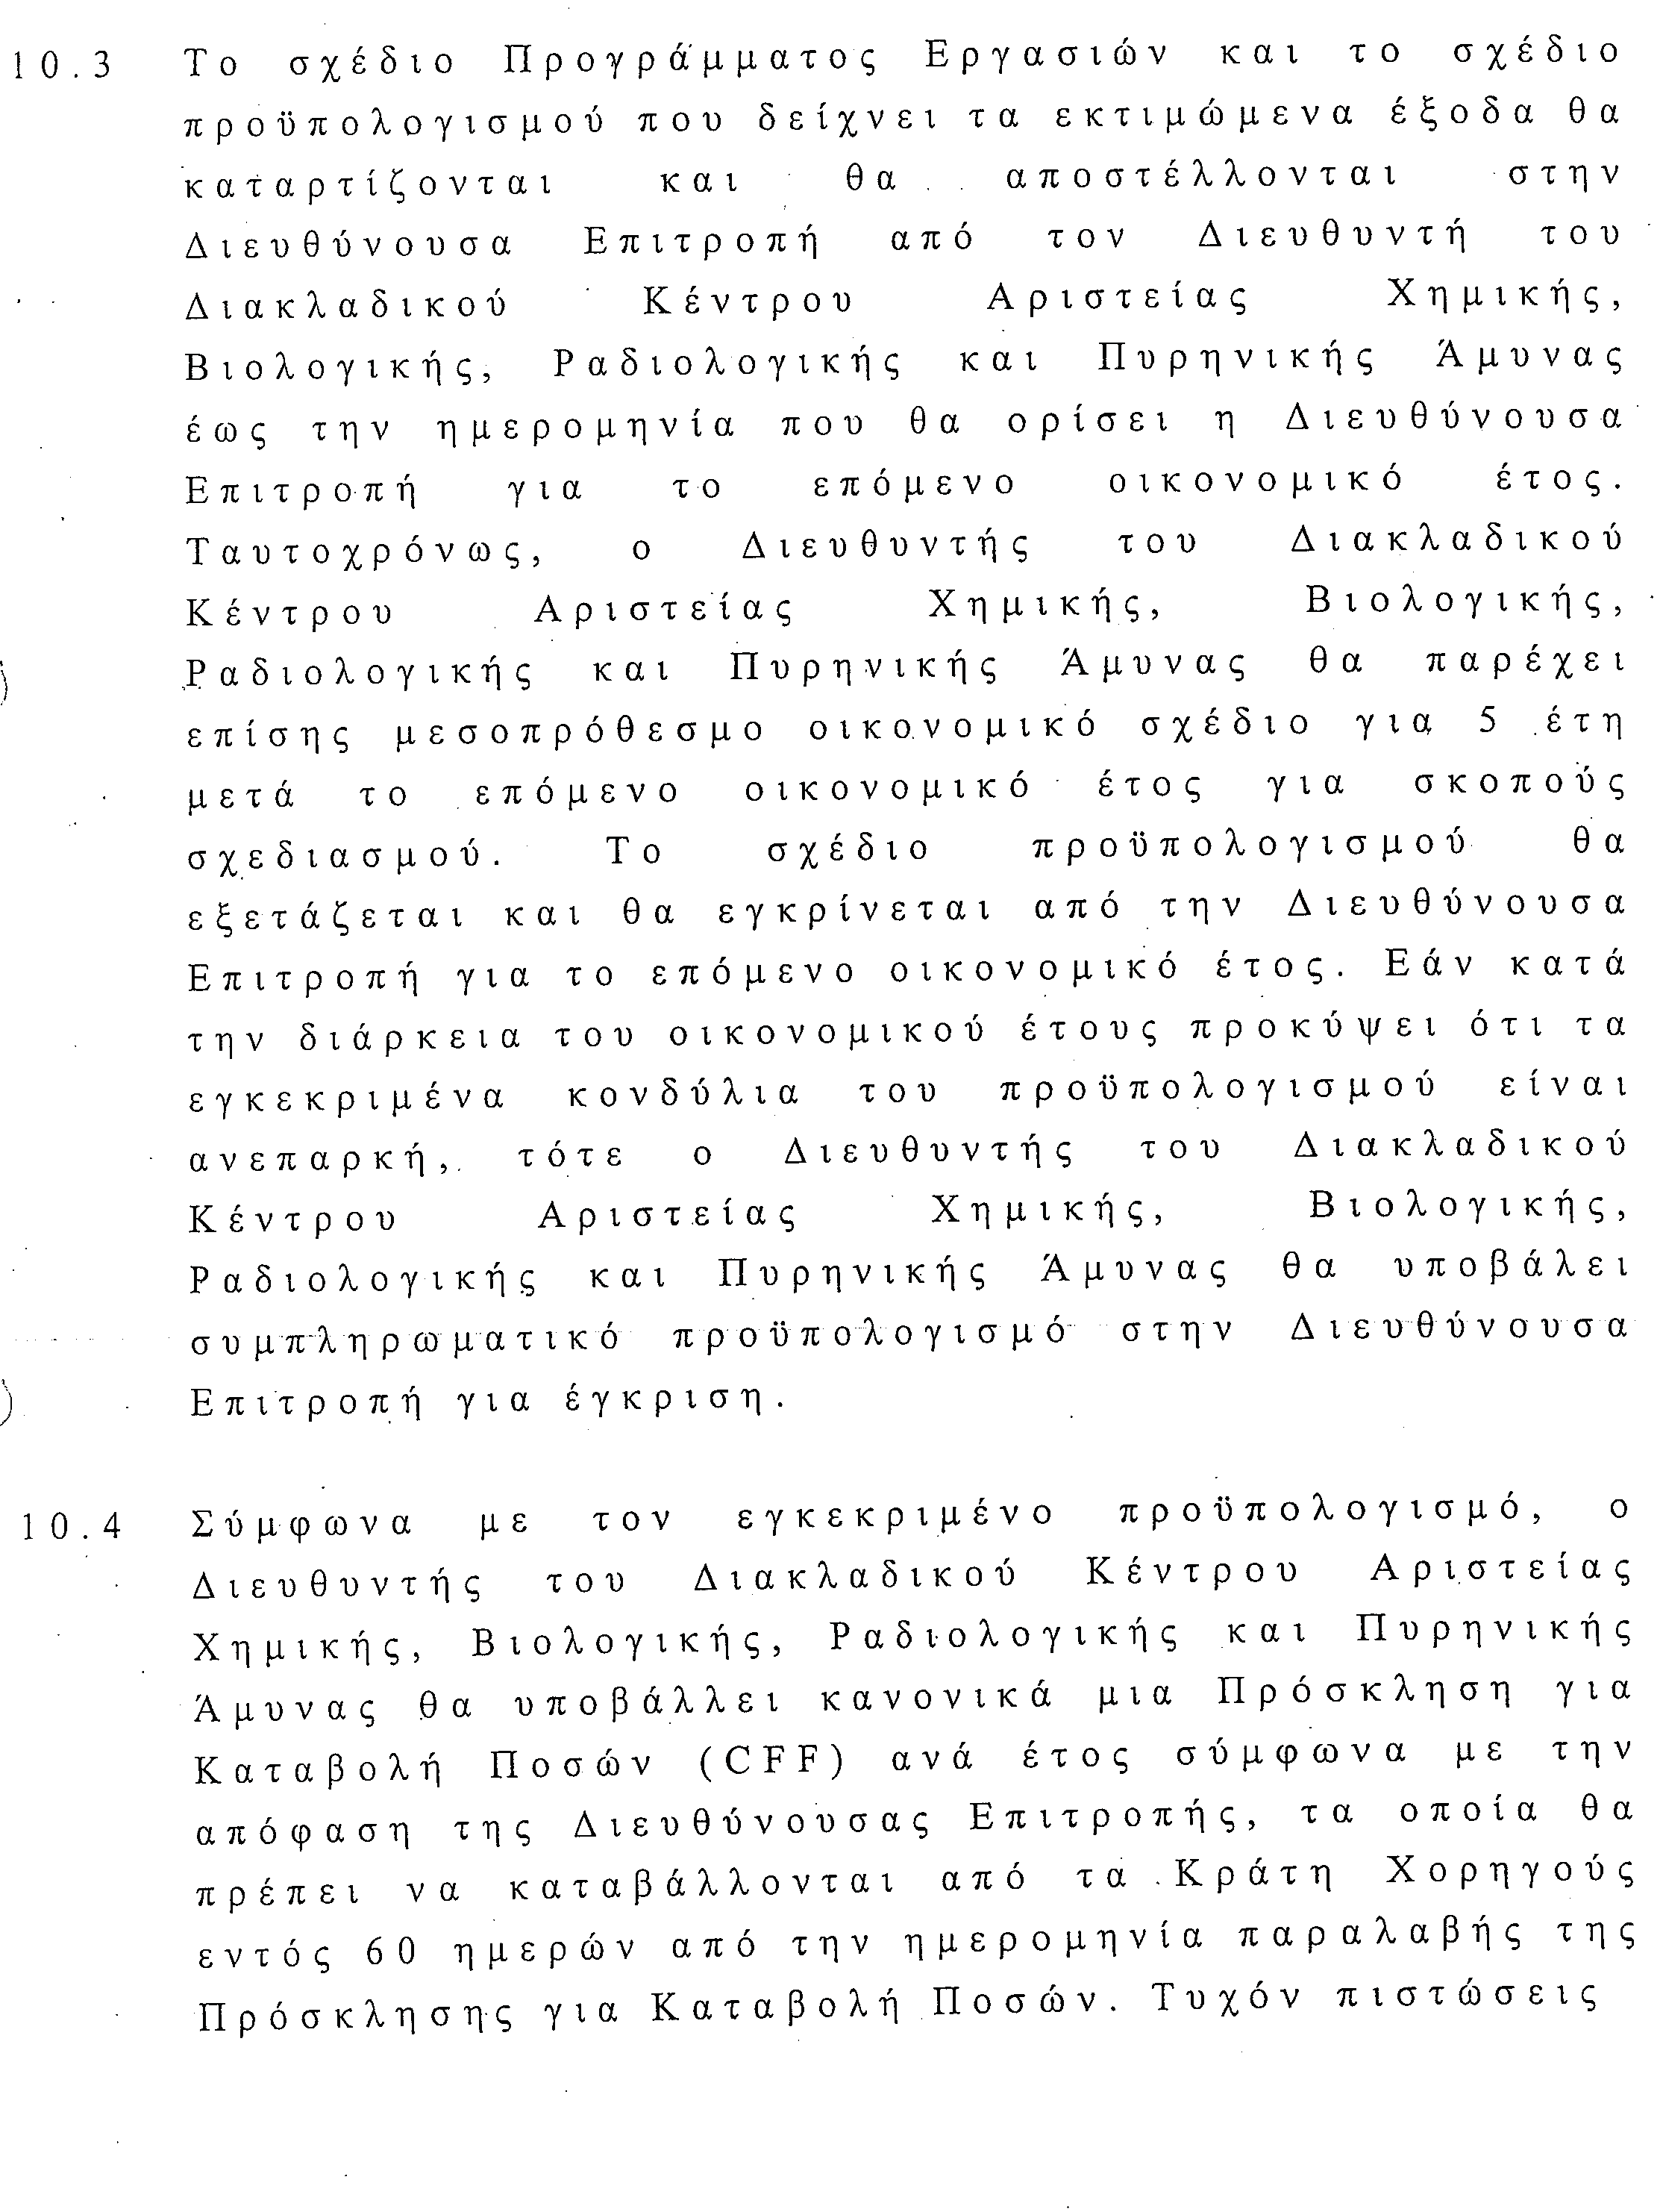 10.3 Το σχέδιο Προγράμματος Εργασιών και το σχέδιο
προϋπολογισμού που δείχνει τα εκτιμώμενα έξοδα θα
καταρτίζονται και θα αποστέλλονται στην
Διευθύνουσα Επιτροπή από τον Διευθυντή του
Διακλαδικού Κέντρου Αριστείας Χημικής,
Βιολογικής, Ραδιολογικής και Πυρηνικής Άμυνας
έως την ημερομηνία που θα ορίσει η Διευθύνουσα
Επιτροπή για το επόμενο οικονομικό έτος.
Ταυτοχρόνως, ο Διευθυντής του Διακλαδικού
Κέντρου Αριστείας Χημικής, Βιολογικής,
Ραδιολογικής και Πυρηνικής Άμυνας θα παρέχει
επίσης μεσοπρόθεσμο οικονομικό σχέδιο για 5 έτη
μετά το επόμενο οικονομικό έτος για σκοπούς
σχεδιασμού. Το σχέδιο προϋπολογισμού θα
εξετάζεται και θα εγκρίνεται από την Διευθύνουσα
Επιτροπή για το επόμενο οικονομικό έτος. Εάν κατά
την διάρκεια του οικονομικού έτους προκύψει ότι τα
εγκεκριμένα κονδύλια του προϋπολογισμού είναι
ανεπαρκή, τότε ο Διευθυντής του Διακλαδικού
Κέντρου Αριστείας Χημικής, Βιολογικής,
Ραδιολογικής και Πυρηνικής Άμυνας θα υποβάλει
συμπληρωματικό προϋπολογισμό στην Διευθύνουσα
Επιτροπή για έγκριση.
10.4 Σύμφωνα με τον εγκεκριμένο προϋπολογισμό, ο
Διευθυντής του Διακλαδικού Κέντρου Αριστείας
Χημικής, Βιολογικής, Ραδιολογικής και Πυρηνικής
Άμυνας θα υποβάλλει κανονικά μια Πρόσκληση για
Καταβολή Ποσών (CFF) ανά έτος σύμφωνα με την
απόφαση της Διευθύνουσας Επιτροπής, τα οποία θα
πρέπει να καταβάλλονται από τα Κράτη Χορηγούς
εντός 60 ημερών από την ημερομηνία παραλαβής της
Πρόσκλησης για Καταβολή Ποσών. Τυχόν πιστώσεις